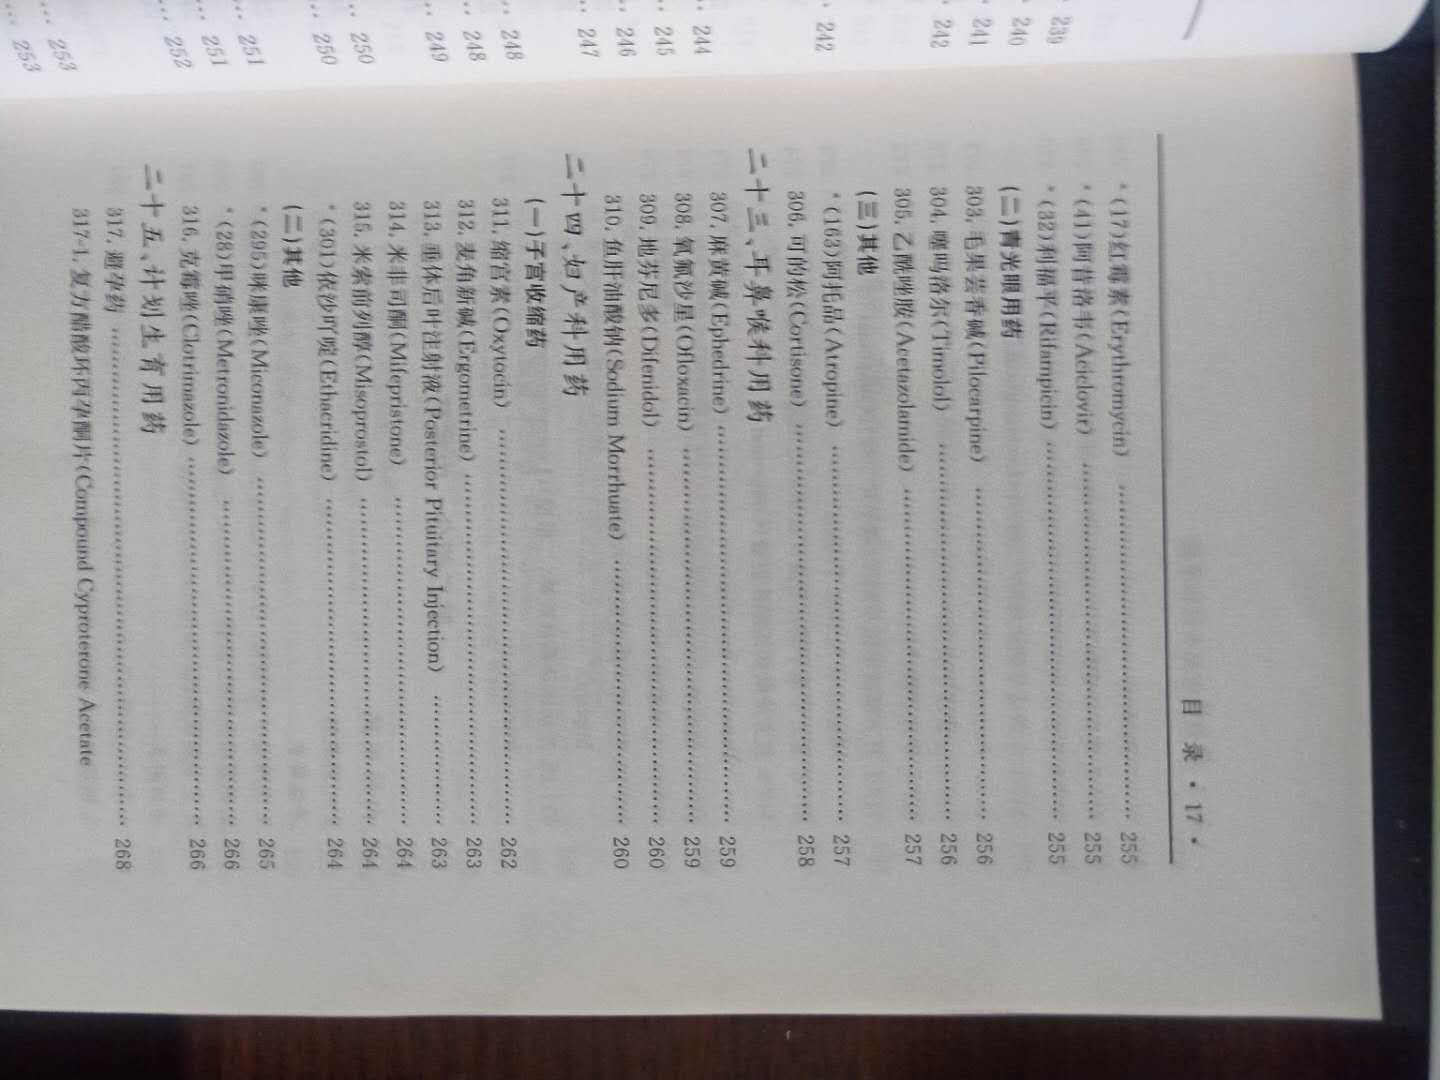 239
240
241
242
242
244
245
246
247
248
248
249
250
250
251
251
252
253
253
目 录 · 17 ·
*(17)红霉素(Erythromycin) …… 255
*(41)阿昔洛韦(Aciclovir) …… 255
*(32)利福平(Rifampicin) …… 255
(二)青光眼用药
303. 毛果芸香碱(Pilocarpine) …… 256
304. 噻吗洛尔(Timolol) …… 256
305. 乙酰唑胺(Acetazolamide) …… 257
(三)其他
*(163)阿托品(Atropine) …… 257
306. 可的松(Cortisone) …… 258
二十三、耳鼻喉科用药
307. 麻黄碱(Ephedrine) …… 259
308. 氧氟沙星(Ofloxacin) …… 259
309. 地芬尼多(Difenidol) …… 260
310. 鱼肝油酸钠(Sodium Morrhuate) …… 260
二十四、妇产科用药
(一)子宫收缩药
311. 缩宫素(Oxytocin) …… 262
312. 麦角新碱(Ergometrine) …… 263
313. 垂体后叶注射液(Posterior Pituitary Injection) …… 263
314. 米非司酮(Mifepristone) …… 264
315. 米索前列醇(Misoprostol) …… 264
*(301)依沙吖啶(Ethacridine) …… 264
(二)其他
*(295)咪康唑(Miconazole) …… 265
*(28)甲硝唑(Metronidazole) …… 266
316. 克霉唑(Clotrimazole) …… 266
二十五、计划生育用药
317. 避孕药 …… 268
317-1. 复方醋酸环丙孕酮片(Compound Cyproterone Acetate